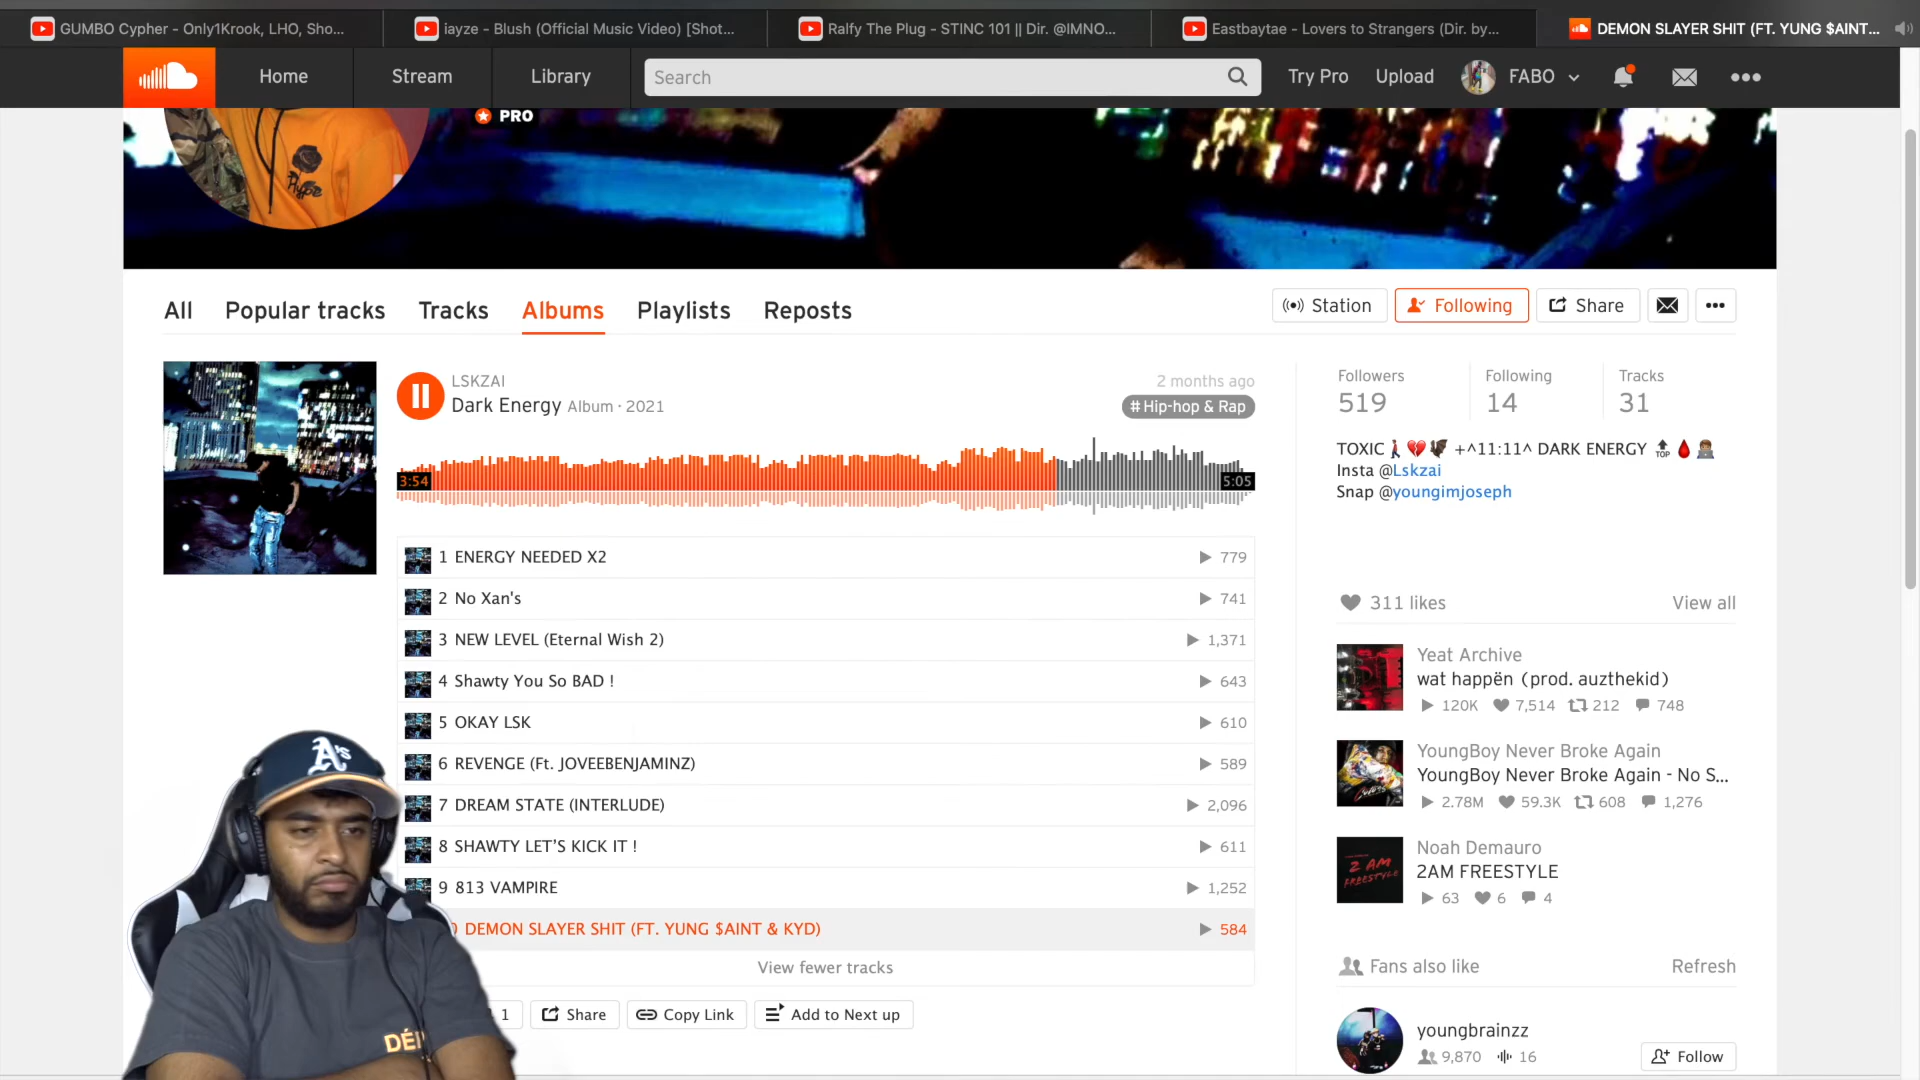 GUMBO Cypher - Only1Krook, LHO, Sho...
iayze - Blush (Official Music Video) [Shot...
Ralfy The Plug - STINC 101 || Dir. @IMNO...
Eastbaytae - Lovers to Strangers (Dir. by...
DEMON SLAYER SHIT (FT. YUNG $AINT...
Home
Stream
Library
Search
Try Pro
Upload
FABO
PRO
Hype
All
Popular tracks
Tracks
Albums
Playlists
Reposts
Station
Following
Share
LSKZAI
Dark Energy Album · 2021
2 months ago
# Hip-hop & Rap
3:54
5:05
1 ENERGY NEEDED X2 779
2 No Xan's 741
3 NEW LEVEL (Eternal Wish 2) 1,371
4 Shawty You So BAD ! 643
5 OKAY LSK 610
6 REVENGE (Ft. JOVEEBENJAMINZ) 589
7 DREAM STATE (INTERLUDE) 2,096
8 SHAWTY LET’S KICK IT ! 611
9 813 VAMPIRE 1,252
DEMON SLAYER SHIT (FT. YUNG $AINT & KYD) 584
View fewer tracks
1
Share
Copy Link
Add to Next up
Followers
519
Following
14
Tracks
31
TOXIC🚶💔🦇 +^11:11^ DARK ENERGY 🔝🩸👨🏽‍💻
Insta @Lskzai
Snap @youngimjoseph
311 likes
View all
Yeat Archive
wat happën (prod. auzthekid)
120K 7,514 212 748
YoungBoy Never Broke Again
YoungBoy Never Broke Again - No S...
2.78M 59.3K 608 1,276
2 AM
FREESTYLE
Noah Demauro
2AM FREESTYLE
63 6 4
Fans also like
Refresh
youngbrainzz
9,870 16
Follow
A's